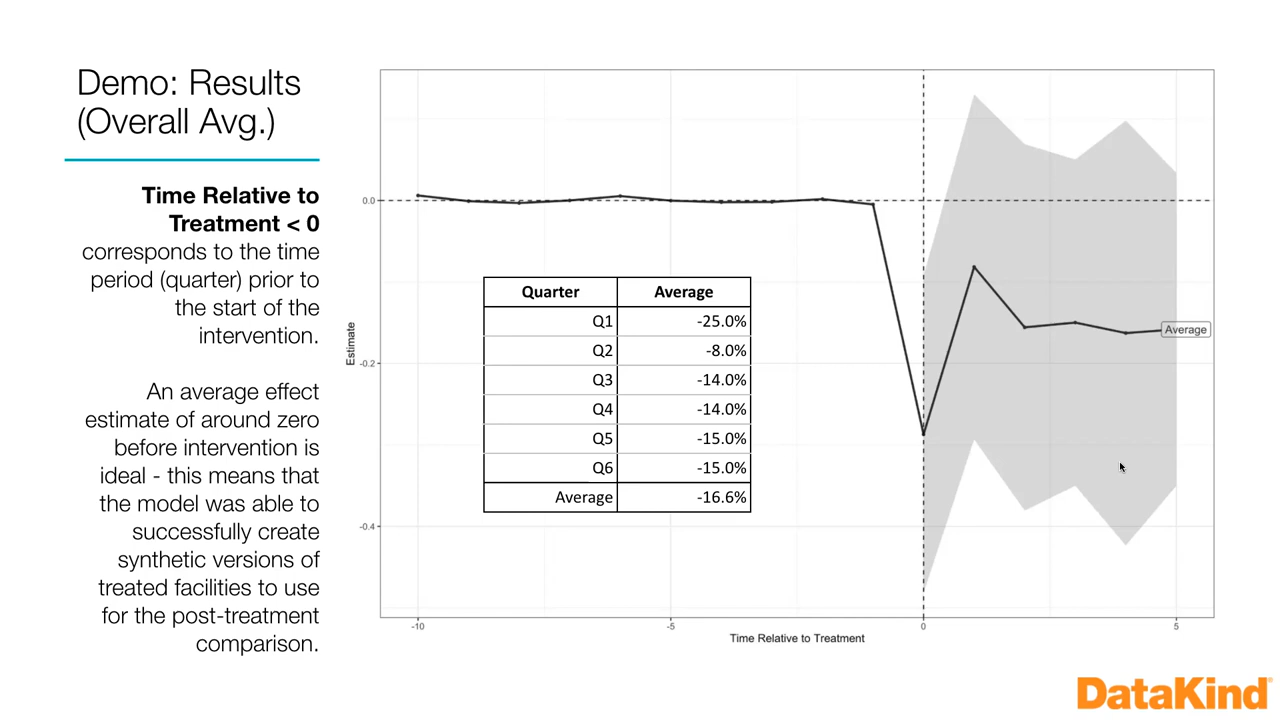 Demo: Results
(Overall Avg.)
Time Relative to
Treatment < 0
corresponds to the time
period (quarter) prior to
the start of the
intervention.
An average effect
estimate of around zero
before intervention is
ideal - this means that
the model was able to
successfully create
synthetic versions of
treated facilities to use
for the post-treatment
comparison.
Estimate
0.0
-0.2
-0.4
Quarter Average
Q1 -25.0%
Q2 -8.0%
Q3 -14.0%
Q4 -14.0%
Q5 -15.0%
Q6 -15.0%
Average -16.6%
Average
-10 -5 0 5
Time Relative to Treatment
DataKind®